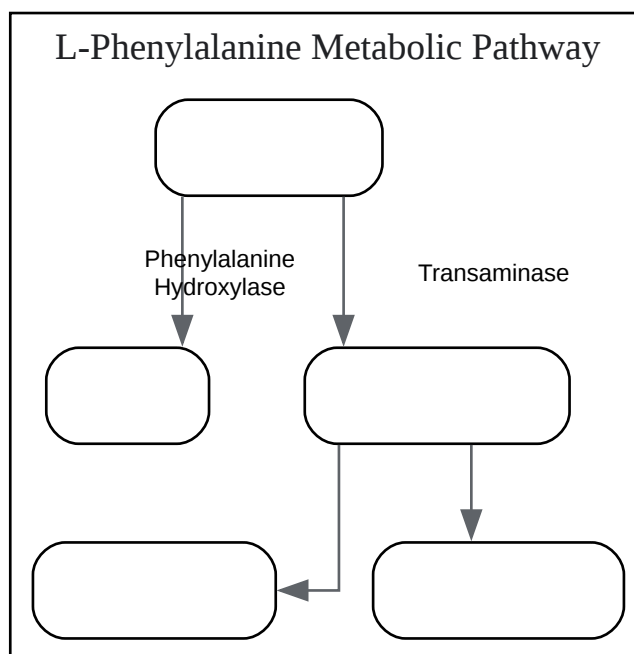 L-Phenylalanine Metabolic Pathway
Phenylalanine
Hydroxylase
Transaminase